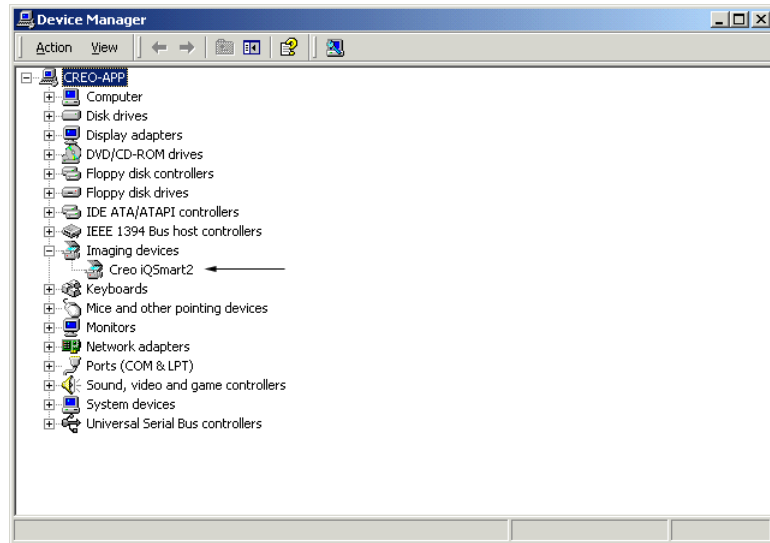 Device Manager
Action View
CREO-APP
Computer
Disk drives
Display adapters
DVD/CD-ROM drives
Floppy disk controllers
Floppy disk drives
IDE ATA/ATAPI controllers
IEEE 1394 Bus host controllers
Imaging devices
Creo iQSmart2
Keyboards
Mice and other pointing devices
Monitors
Network adapters
Ports (COM & LPT)
Sound, video and game controllers
System devices
Universal Serial Bus controllers